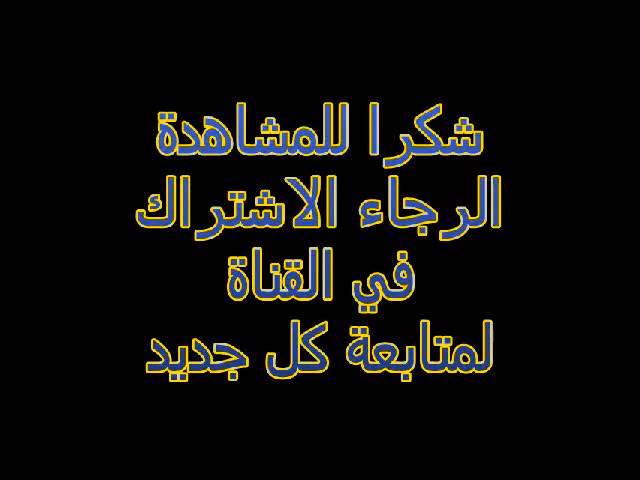 شكرا للمشاهدة
الرجاء الاشتراك
في القناة
لمتابعة كل جديد